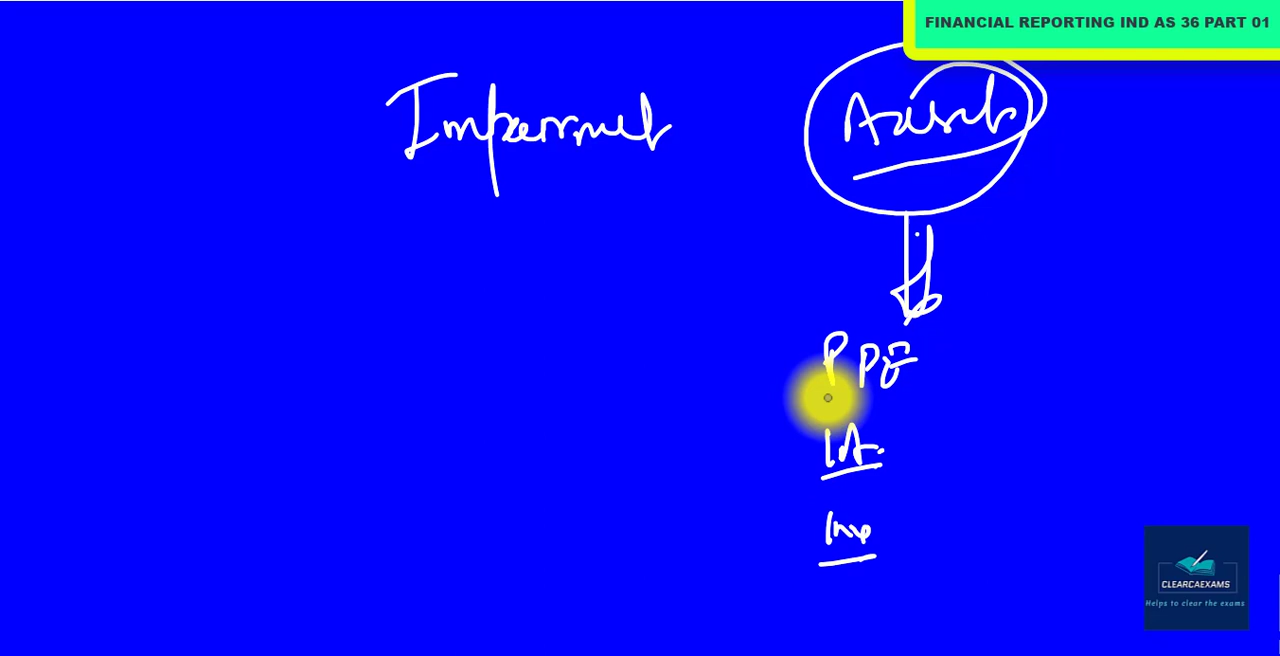 FINANCIAL REPORTING IND AS 36 PART 01
Impairment Assets
PPE
IA.
Inv
CLEARCAEXAMS
Helps to clear the exams